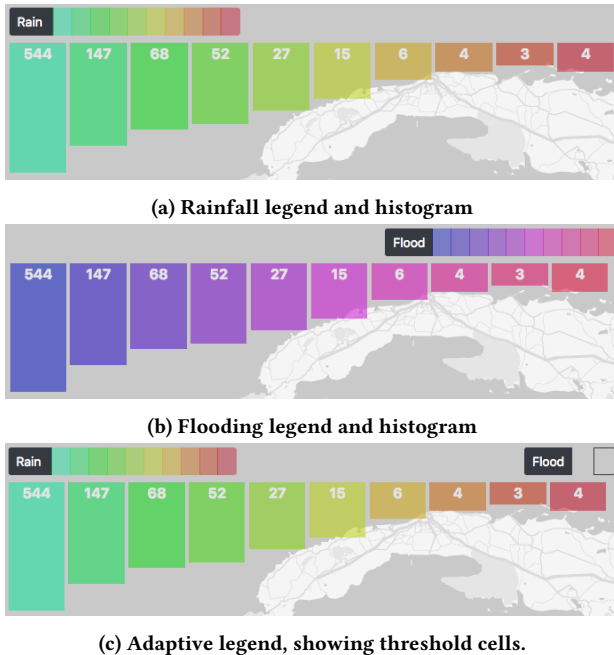 Rain
544 147 68 52 27 15 6 4 3 4
(a) Rainfall legend and histogram
Flood
544 147 68 52 27 15 6 4 3 4
(b) Flooding legend and histogram
Rain Flood
544 147 68 52 27 15 6 4 3 4
(c) Adaptive legend, showing threshold cells.